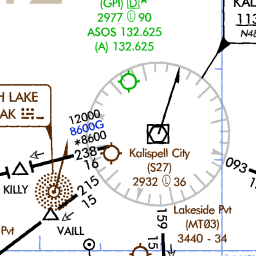 (GPI) D
2977 90
ASOS 132.625
(A) 132.625
KAL
113
N48
H LAKE
AK
12000
8600G
*8600
238
16
Kalispell City
(S27)
2932 36
093
KILLY
215
15
Lakeside Pvt
(MT03)
3440 - 34
159
15
Pvt
VAILL